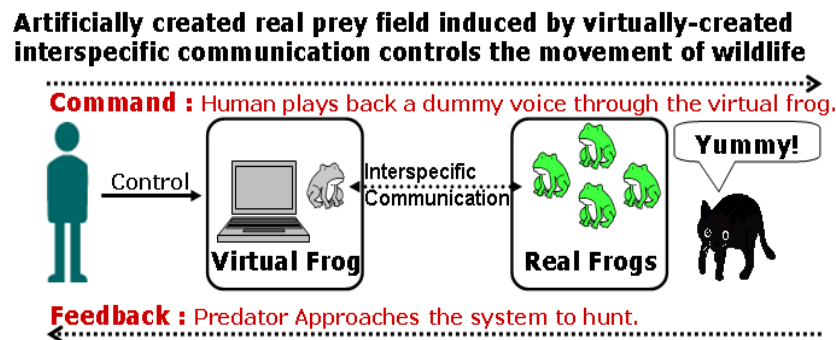 Artificially created real prey field induced by virtually-created
interspecific communication controls the movement of wildlife
Command : Human plays back a dummy voice through the virtual frog.
Yummy!
Control
Interspecific
Communication
Virtual Frog
Real Frogs
Feedback : Predator Approaches the system to hunt.